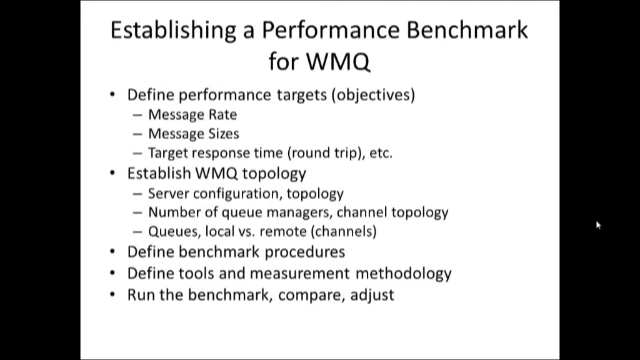 Establishing a Performance Benchmark
for WMQ
• Define performance targets (objectives)
– Message Rate
– Message Sizes
– Target response time (round trip), etc.
• Establish WMQ topology
– Server configuration, topology
– Number of queue managers, channel topology
– Queues, local vs. remote (channels)
• Define benchmark procedures
• Define tools and measurement methodology
• Run the benchmark, compare, adjust